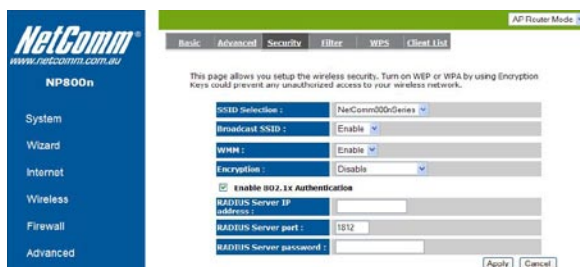 AP Router Mode
NetComm®
www.netcomm.com.au
NP800n
Basic Advanced Security Filter WPS Client List
This page allows you setup the wireless security. Turn on WEP or WPA by using Encryption
Keys could prevent any unauthorized access to your wireless network.
SSID Selection : NetComm800nSeries
Broadcast SSID : Enable
WMM : Enable
Encryption : Disable
Enable 802.1x Authentication
RADIUS Server IP
address :
RADIUS Server port : 1812
RADIUS Server password :
Apply Cancel
System
Wizard
Internet
Wireless
Firewall
Advanced